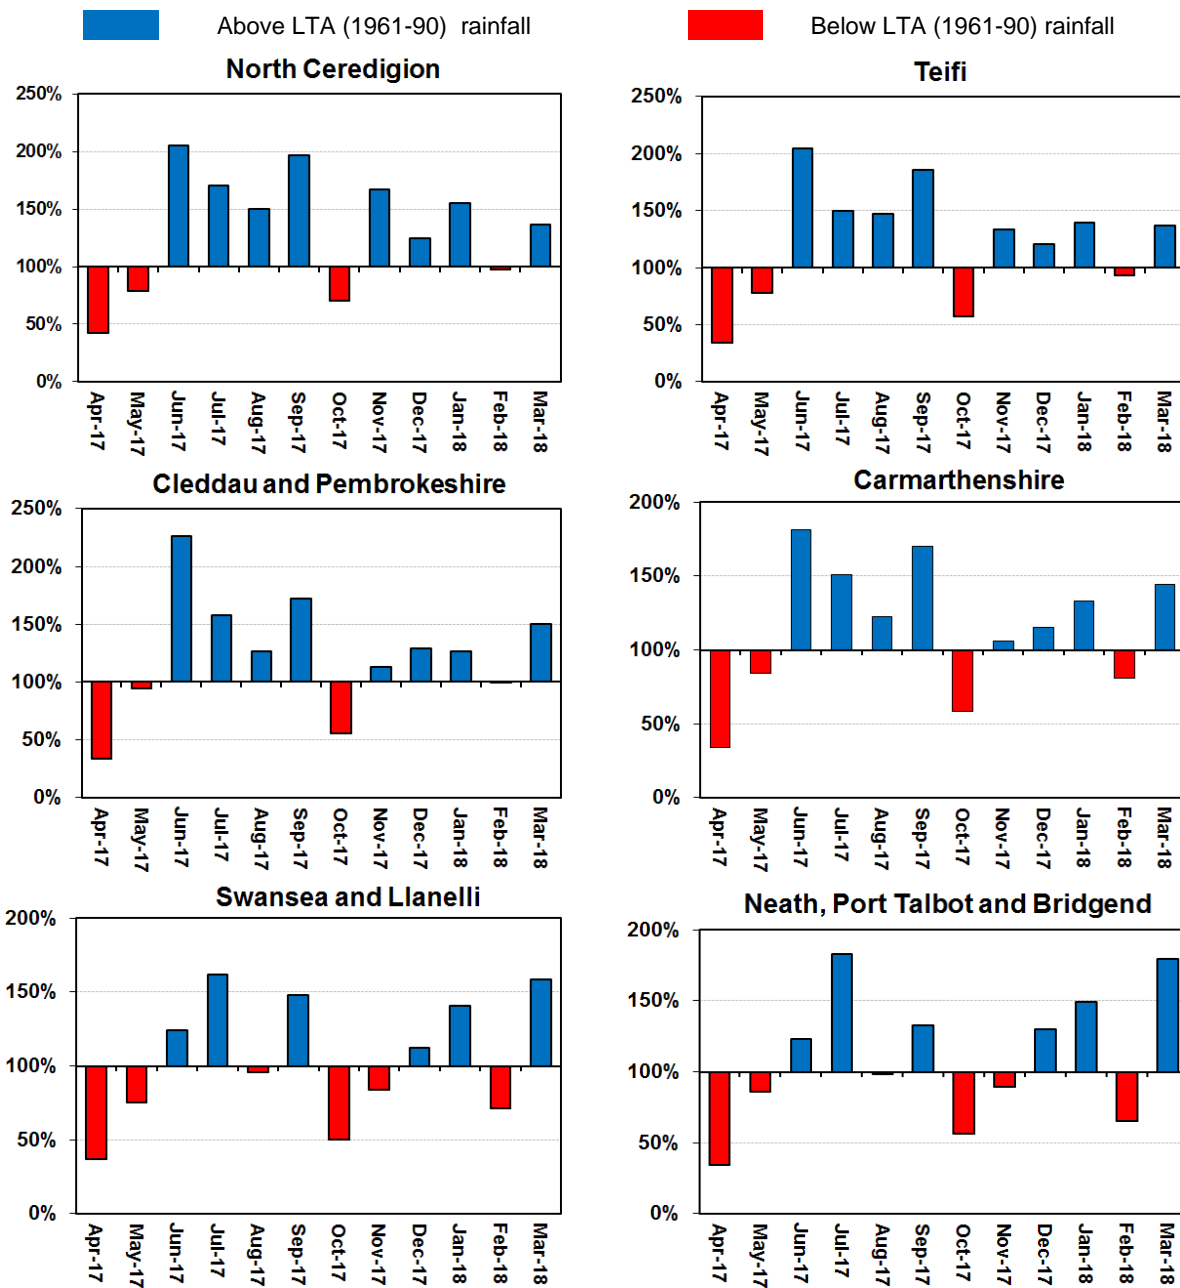 Above LTA (1961-90) rainfall
Below LTA (1961-90) rainfall
North Ceredigion
250%
200%
150%
100%
50%
0%
Apr-17
May-17
Jun-17
Jul-17
Aug-17
Sep-17
Oct-17
Nov-17
Dec-17
Jan-18
Feb-18
Mar-18
Teifi
250%
200%
150%
100%
50%
0%
Apr-17
May-17
Jun-17
Jul-17
Aug-17
Sep-17
Oct-17
Nov-17
Dec-17
Jan-18
Feb-18
Mar-18
Cleddau and Pembrokeshire
250%
200%
150%
100%
50%
0%
Apr-17
May-17
Jun-17
Jul-17
Aug-17
Sep-17
Oct-17
Nov-17
Dec-17
Jan-18
Feb-18
Mar-18
Carmarthenshire
200%
150%
100%
50%
0%
Apr-17
May-17
Jun-17
Jul-17
Aug-17
Sep-17
Oct-17
Nov-17
Dec-17
Jan-18
Feb-18
Mar-18
Swansea and Llanelli
200%
150%
100%
50%
0%
Apr-17
May-17
Jun-17
Jul-17
Aug-17
Sep-17
Oct-17
Nov-17
Dec-17
Jan-18
Feb-18
Mar-18
Neath, Port Talbot and Bridgend
200%
150%
100%
50%
0%
Apr-17
May-17
Jun-17
Jul-17
Aug-17
Sep-17
Oct-17
Nov-17
Dec-17
Jan-18
Feb-18
Mar-18